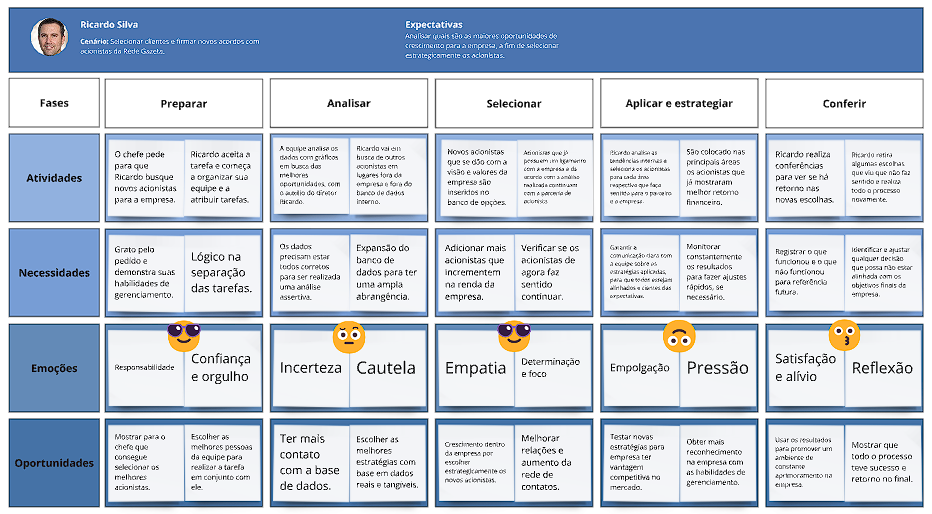 Ricardo Silva
Cenário: Selecionar clientes e firmar novos acordos com
acionistas da Rede Gazeta.
Expectativas
Analisar quais são as maiores oportunidades de
crescimento para a empresa, a fim de selecionar
estrategicamente os acionistas.
Fases
Preparar
Analisar
Selecionar
Aplicar e estrategiar
Conferir
Atividades
O chefe pede
para que
Ricardo busque
novos acionistas
para a empresa.
Ricardo aceita a
tarefa e começa
a organizar sua
equipe e a
atribuir tarefas.
A equipe analisa os
dados com gráficos
em busca das
melhores
oportunidades, com
o auxílio do diretor
Ricardo.
Ricardo vai em
busca de outros
acionistas em
lugares fora da
empresa e fora do
banco de dados
interno.
Novos acionistas
que se dão com a
visão e valores da
empresa são
inseridos no
banco de opções.
Acionistas que já
possuem um ligamento
com a empresa e de
acordo com a análise
realizada continuam
com a parceria de
acionista.
Ricardo analisa as
tendências internas e
seleciona os acionistas
para cada área
respectiva que faça
sentido para o parceiro
e a empresa.
São colocado nas
principais áreas
os acionistas que
já mostraram
melhor retorno
financeiro.
Ricardo realiza
conferências
para ver se há
retorno nas
novas escolhas.
Ricardo retira
algumas escolhas
que viu que não faz
sentido e realiza
todo o processo
novamente.
Necessidades
Grato pelo
pedido e
demonstra suas
habilidades de
gerenciamento.
Lógico na
separação
das tarefas.
Os dados
precisam estar
todos corretos
para ser realizada
uma análise
assertiva.
Expansão do
banco de
dados para ter
uma ampla
abrangência.
Adicionar mais
acionistas que
incrementem
na renda da
empresa.
Verificar se os
acionistas de
agora faz
sentido
continuar.
Garantir a
comunicação clara com
a equipe sobre as
estratégias aplicadas,
para que todos estejam
alinhados e cientes das
expectativas.
Monitorar
constantemente
os resultados
para fazer ajustes
rápidos, se
necessário.
Registrar o que
funcionou e o que
não funcionou
para referência
futura.
Identificar e ajustar
qualquer decisão
que possa não estar
alinhada com os
objetivos finais da
empresa.
Emoções
Responsabilidade
Confiança
e orgulho
Incerteza
Cautela
Empatia
Determinação
e foco
Empolgação
Pressão
Satisfação
e alívio
Reflexão
Oportunidades
Mostrar para o
chefe que
consegue
selecionar os
melhores
acionistas.
Escolher as
melhores pessoas
da equipe para
realizar a tarefa
em conjunto com
ele.
Ter mais
contato
com a base
de dados.
Escolher as
melhores
estratégias com
base em dados
reais e tangíveis.
Crescimento dentro
da empresa por
escolher
estrategicamente os
novos acionistas.
Melhorar
relações e
aumento da
rede de
contatos.
Testar novas
estratégias para
empresa ter
vantagem
competitiva no
mercado.
Obter mais
reconhecimento
na empresa com
as habilidades de
gerenciamento.
Usar os resultados
para promover um
ambiente de
constante
aprimoramento na
empresa.
Mostrar que
todo o processo
teve sucesso e
retorno no final.